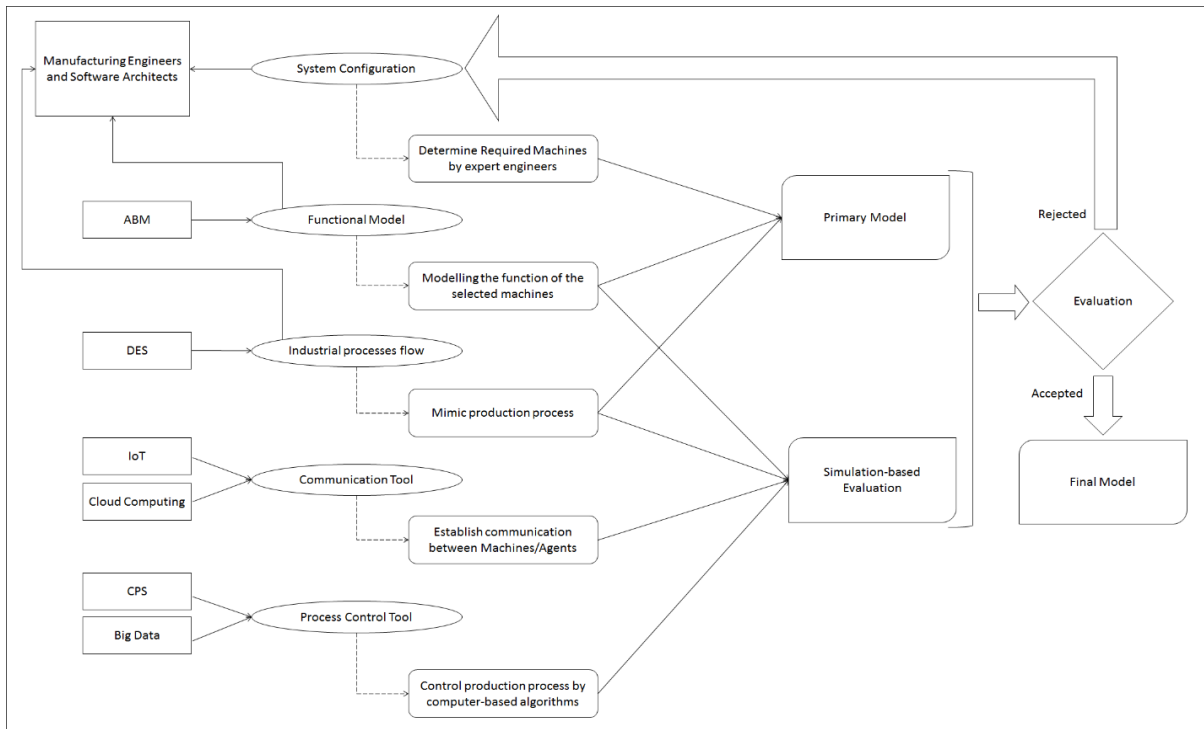 Manufacturing Engineers
and Software Architects
System Configuration
Determine Required Machines
by expert engineers
ABM
Functional Model
Primary Model
Rejected
Modelling the function of the
selected machines
Evaluation
DES
Industrial processes flow
Mimic production process
Accepted
IoT
Cloud Computing
Communication Tool
Simulation-based
Evaluation
Final Model
Establish communication
between Machines/Agents
CPS
Big Data
Process Control Tool
Control production process by
computer-based algorithms